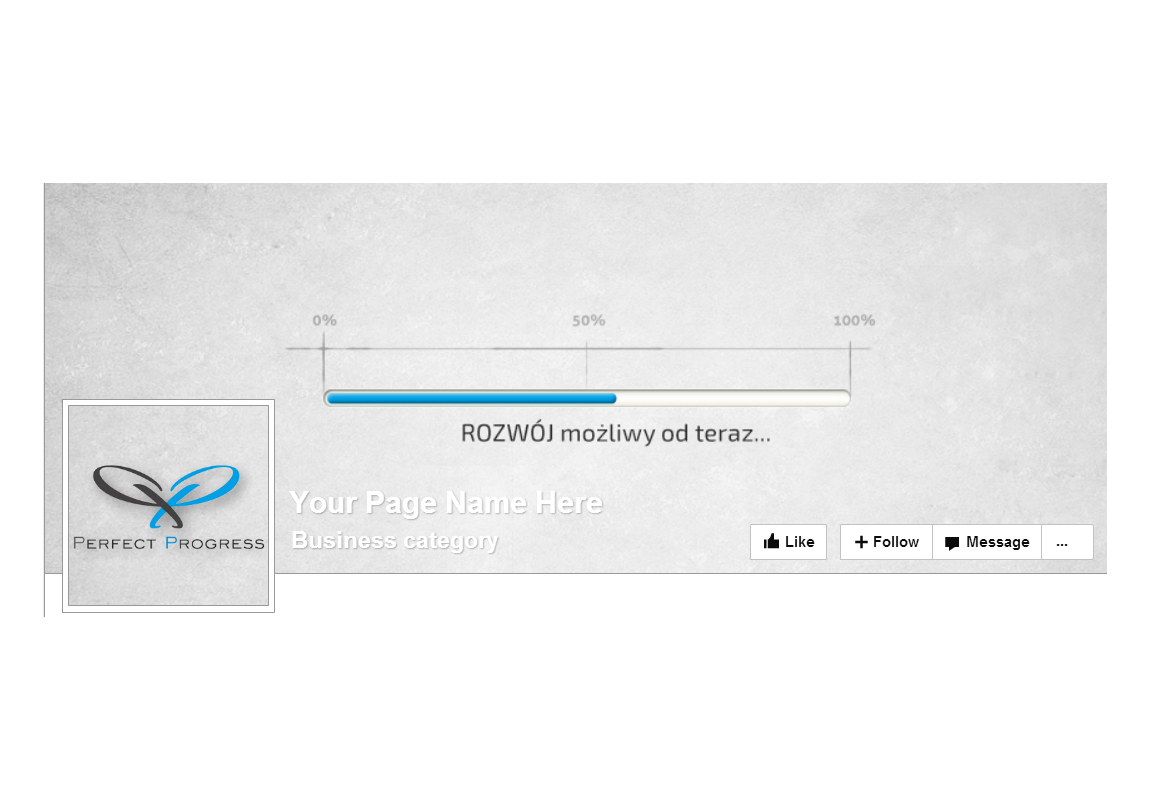 0% 50% 100%
ROZWÓJ możliwy od teraz...
PERFECT PROGRESS
Your Page Name Here
Business category
Like Follow Message ...